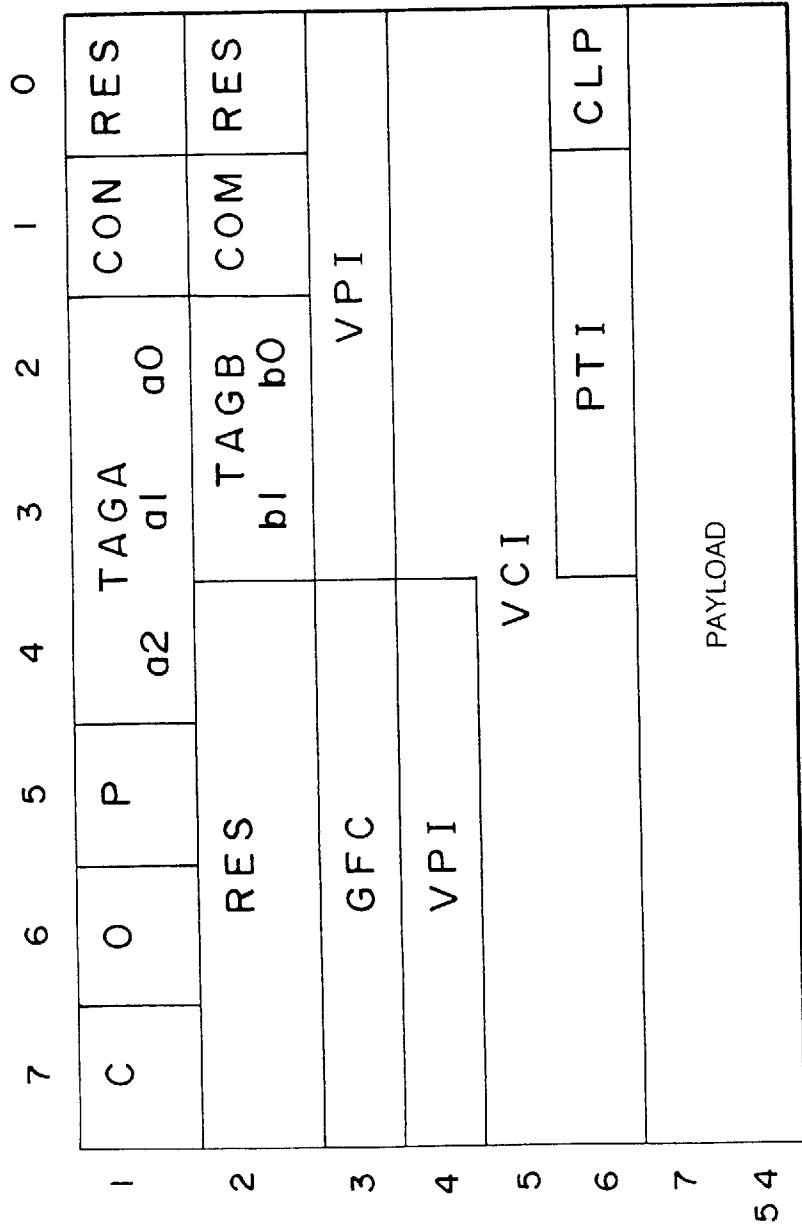 7 6 5 4 3 2 1 0
1 C O P TAGA CON RES
a2 a1 a0
2 RES TAGB COM RES
b1 b0
3 GFC VPI
4 VPI
5 VCI
6 PTI CLP
7 PAYLOAD
54